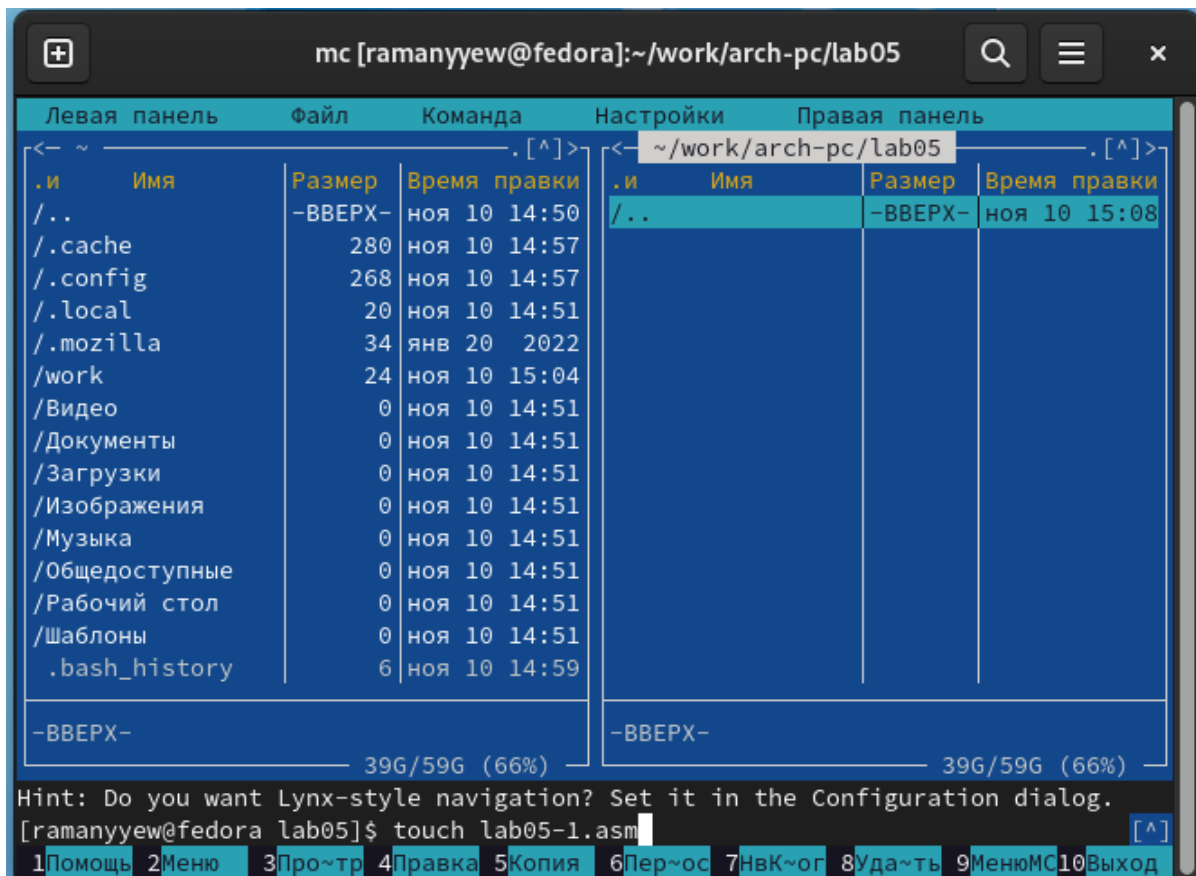 mc [ramanyyew@fedora]:~/work/arch-pc/lab05
Левая панель Файл Команда Настройки Правая панель
<─ ~ .[^]> <─ ~/work/arch-pc/lab05 .[^]>
.и Имя Размер Время правки .и Имя Размер Время правки
/.. -ВВЕРХ- ноя 10 14:50 /.. -ВВЕРХ- ноя 10 15:08
/.cache 280 ноя 10 14:57
/.config 268 ноя 10 14:57
/.local 20 ноя 10 14:51
/.mozilla 34 янв 20 2022
/work 24 ноя 10 15:04
/Видео 0 ноя 10 14:51
/Документы 0 ноя 10 14:51
/Загрузки 0 ноя 10 14:51
/Изображения 0 ноя 10 14:51
/Музыка 0 ноя 10 14:51
/Общедоступные 0 ноя 10 14:51
/Рабочий стол 0 ноя 10 14:51
/Шаблоны 0 ноя 10 14:51
.bash_history 6 ноя 10 14:59
-ВВЕРХ- -ВВЕРХ-
39G/59G (66%) 39G/59G (66%)
Hint: Do you want Lynx-style navigation? Set it in the Configuration dialog.
[ramanyyew@fedora lab05]$ touch lab05-1.asm [^]
1Помощь 2Меню 3Про~тр 4Правка 5Копия 6Пер~ос 7НвК~ог 8Уда~ть 9МенюМС 10Выход